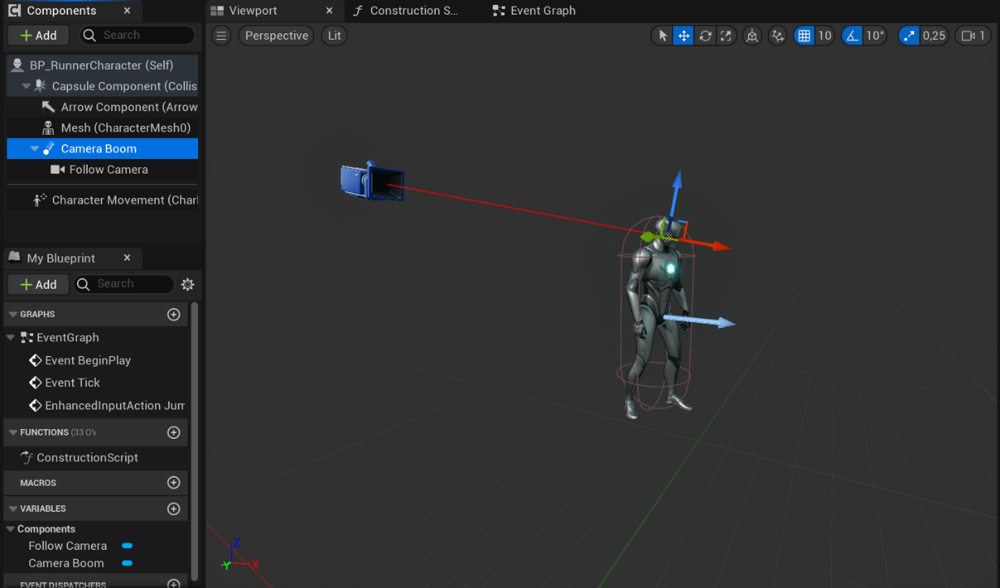 Components
Viewport
Construction S...
Event Graph
Add
Search
Perspective
Lit
10
10°
0,25
1
BP_RunnerCharacter (Self)
Capsule Component (Collis
Arrow Component (Arrow
Mesh (CharacterMesh0)
Camera Boom
Follow Camera
Character Movement (Char
My Blueprint
Add
Search
GRAPHS
EventGraph
Event BeginPlay
Event Tick
EnhancedInputAction Jum
FUNCTIONS (33 OV
ConstructionScript
MACROS
VARIABLES
Components
Follow Camera
Camera Boom
EVENT DISPATCHERS
Z
Y
X